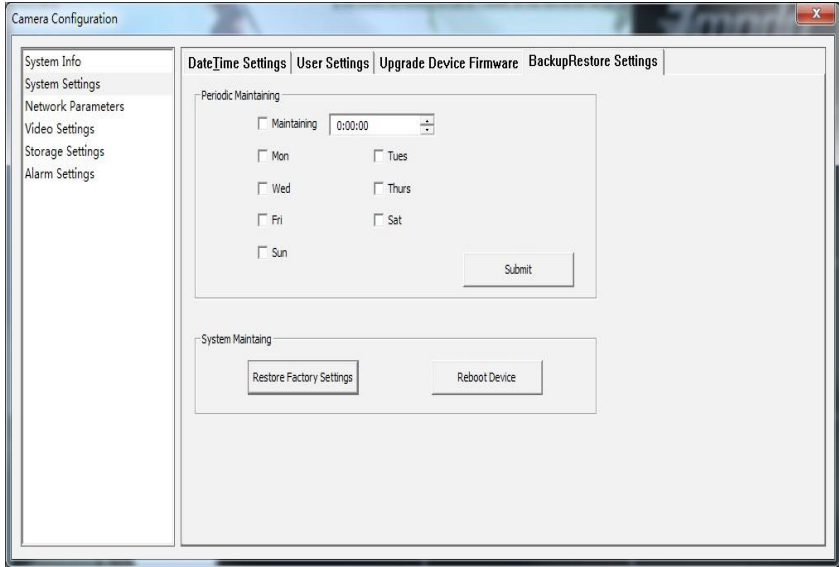 Camera Configuration
X
System Info
System Settings
Network Parameters
Video Settings
Storage Settings
Alarm Settings
DateTime Settings
User Settings
Upgrade Device Firmware
BackupRestore Settings
Periodic Maintaining
Maintaining 0:00:00
Mon Tues
Wed Thurs
Fri Sat
Sun
Submit
System Maintaing
Restore Factory Settings Reboot Device